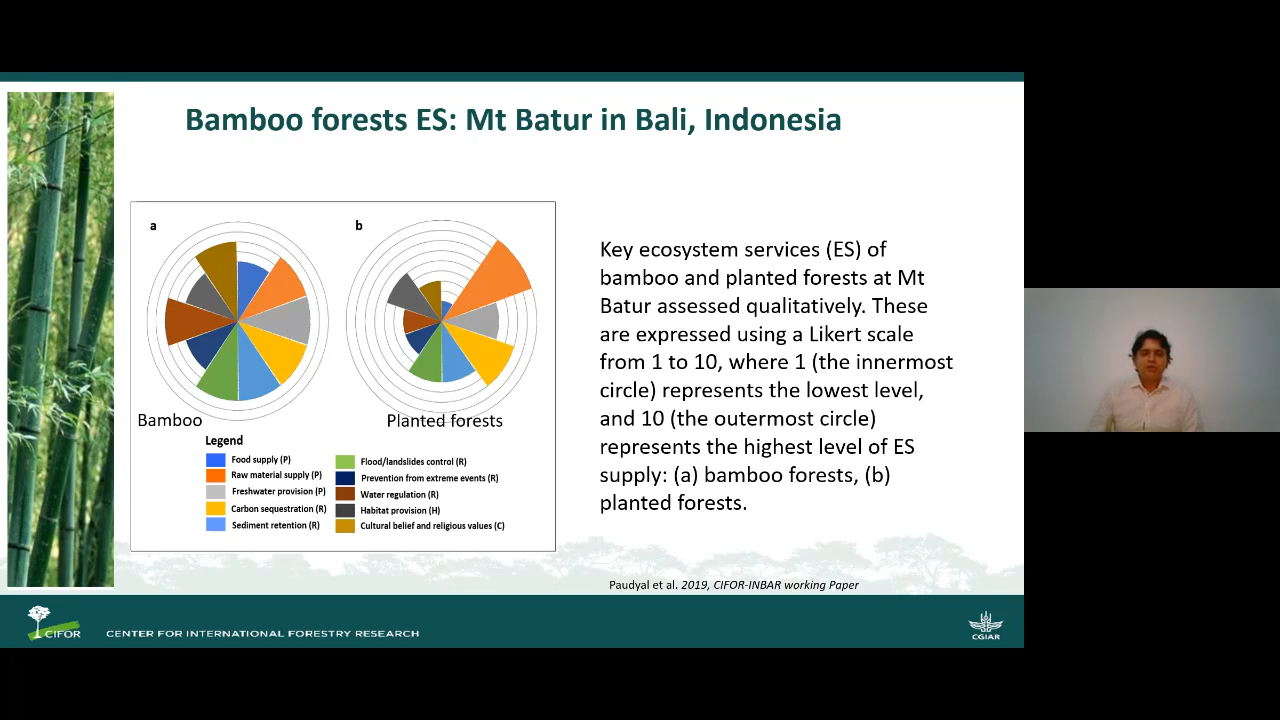 Bamboo forests ES: Mt Batur in Bali, Indonesia
a
b
Bamboo
Planted forests
Legend
Food supply (P)
Raw material supply (P)
Freshwater provision (P)
Carbon sequestration (R)
Sediment retention (R)
Flood/landslides control (R)
Prevention from extreme events (R)
Water regulation (R)
Habitat provision (H)
Cultural belief and religious values (C)
Key ecosystem services (ES) of
bamboo and planted forests at Mt
Batur assessed qualitatively. These
are expressed using a Likert scale
from 1 to 10, where 1 (the innermost
circle) represents the lowest level,
and 10 (the outermost circle)
represents the highest level of ES
supply: (a) bamboo forests, (b)
planted forests.
Paudyal et al. 2019, CIFOR-INBAR working Paper
CIFOR
CENTER FOR INTERNATIONAL FORESTRY RESEARCH
CGIAR